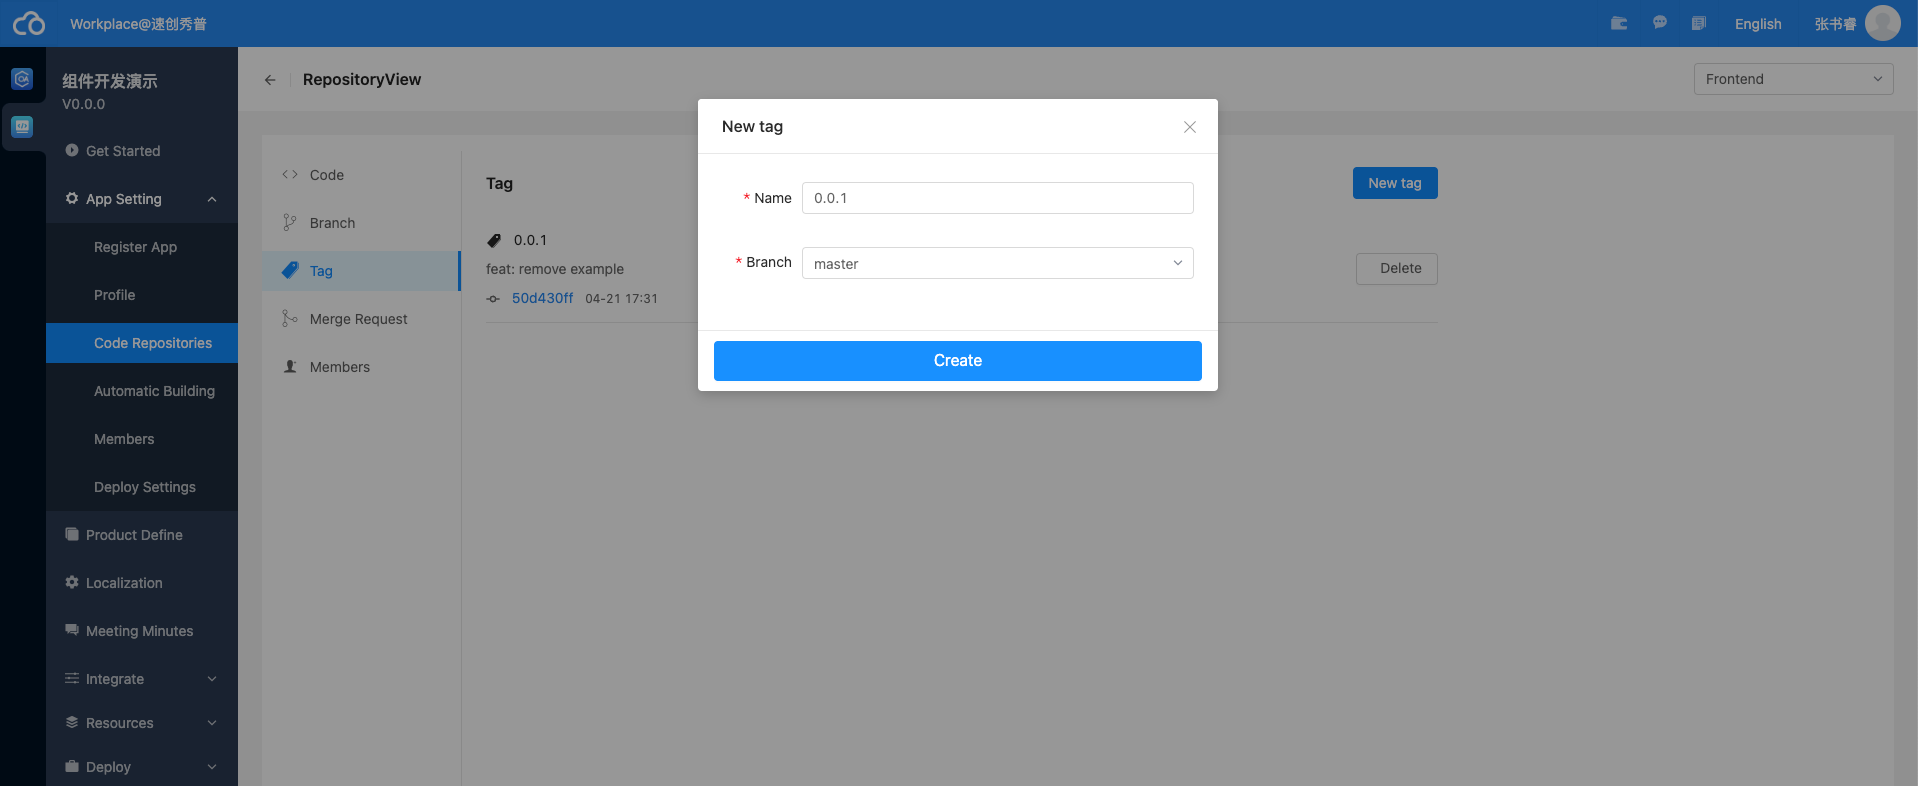 Workplace@速创秀普
English
张书睿
组件开发演示
V0.0.0
Get Started
App Setting
Register App
Profile
Code Repositories
Automatic Building
Members
Deploy Settings
Product Define
Localization
Meeting Minutes
Integrate
Resources
Deploy
RepositoryView
Frontend
Code
Branch
Tag
Merge Request
Members
Tag
New tag
0.0.1
feat: remove example
50d430ff 04-21 17:31
Delete
New tag
* Name 0.0.1
* Branch master
Create